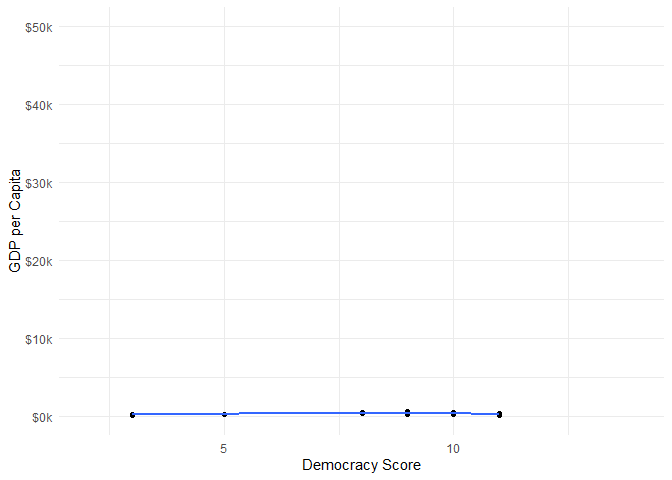 $50k
$40k
$30k
$20k
$10k
$0k
GDP per Capita
5
10
Democracy Score